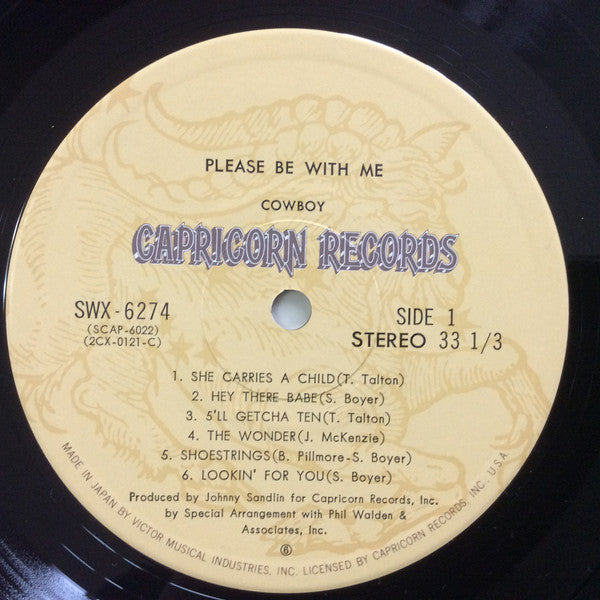 PLEASE BE WITH ME
COWBOY
CAPRICORN RECORDS
SWX-6274
(SCAP-6022)
(2CX-0121-C)
SIDE 1
STEREO 33 1/3
1. SHE CARRIES A CHILD(T. Talton)
2. HEY THERE BABE(S. Boyer)
3. 5'LL GETCHA TEN(T. Talton)
4. THE WONDER(J. McKenzie)
5. SHOESTRINGS(B. Pillmore-S. Boyer)
6. LOOKIN' FOR YOU(S. Boyer)
Produced by Johnny Sandlin for Capricorn Records, Inc.
by Special Arrangement with Phil Walden &
Associates, Inc.
MADE IN JAPAN BY VICTOR MUSICAL INDUSTRIES, INC. LICENSED BY CAPRICORN RECORDS, INC. U.S.A